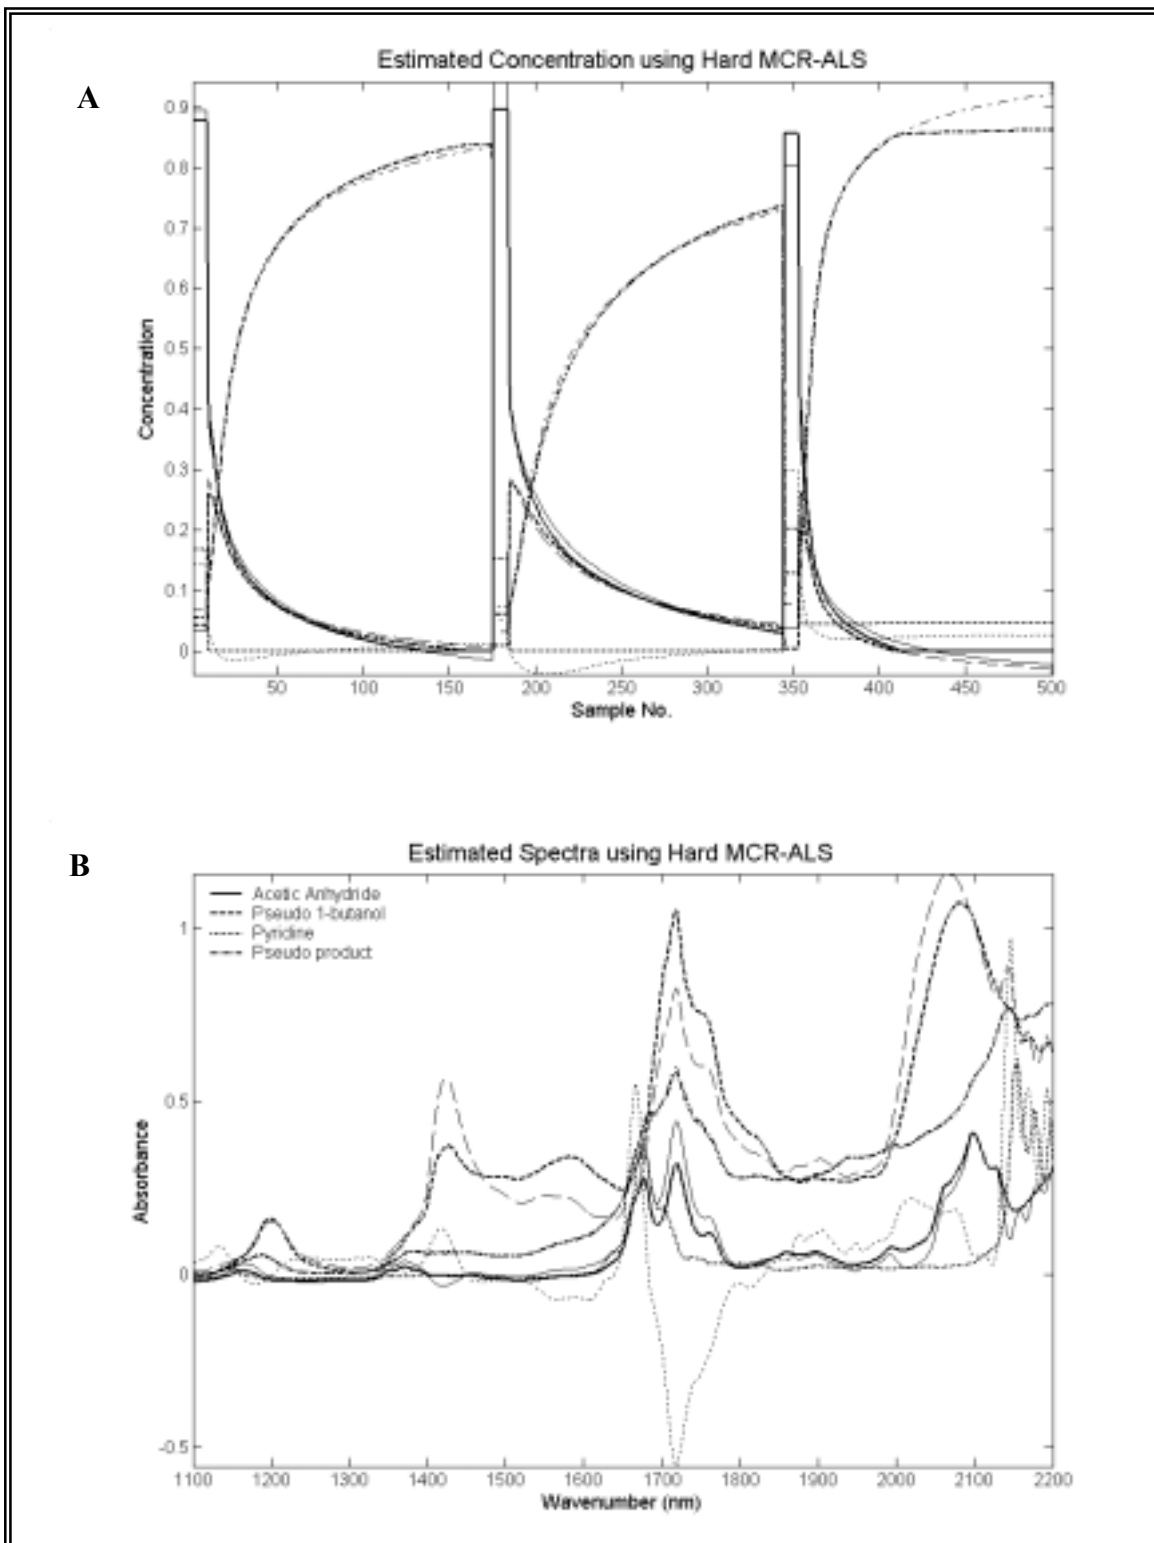 A
Estimated Concentration using Hard MCR-ALS
0.9
0.8
0.7
0.6
0.5
0.4
0.3
0.2
0.1
0
Concentration
50 100 150 200 250 300 350 400 450 500
Sample No.
B
Estimated Spectra using Hard MCR-ALS
Acetic Anhydride
Pseudo 1-butanol
Pyridine
Pseudo product
1
0.5
0
-0.5
Absorbance
1100 1200 1300 1400 1500 1600 1700 1800 1900 2000 2100 2200
Wavenumber (nm)